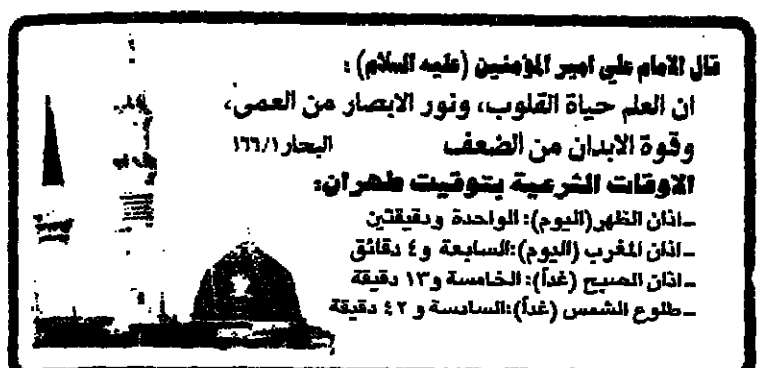 قال الامام علي امير المؤمنين (عليه السلام) :
ان العلم حياة القلوب، ونور الابصار من العمى،
وقوة الابدان من الضعف البحار ١٦٦/١
الاوقات الشرعية بتوقيت طهران:
ـ اذان الظهر (اليوم): الواحدة ودقيقتين
ـ اذان المغرب (اليوم): السابعة و٤ دقائق
ـ اذان الصبح (غداً): الخامسة و١٣ دقيقة
ـ طلوع الشمس (غداً): السادسة و ٤٢ دقيقة